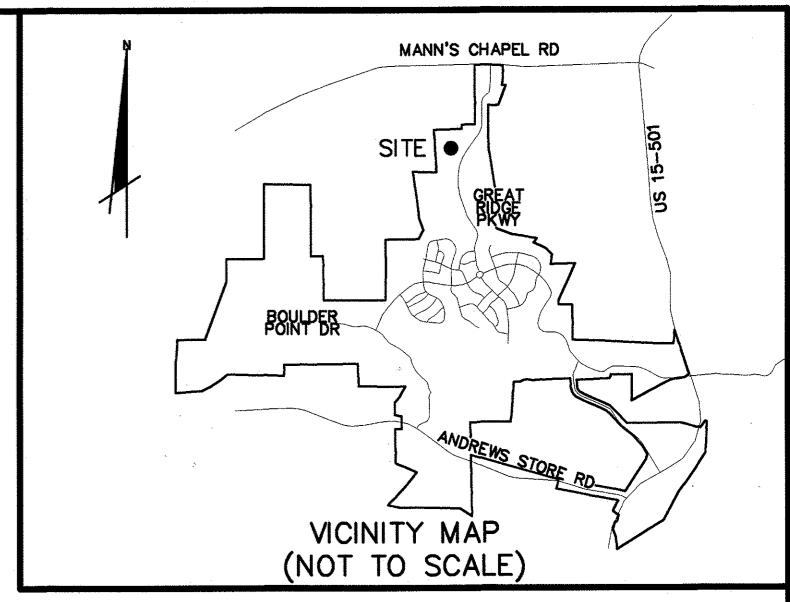 N
MANN'S CHAPEL RD
SITE
US 15-501
GREAT
RIDGE
PKWY
BOULDER
POINT DR
ANDREWS STORE RD
VICINITY MAP
(NOT TO SCALE)